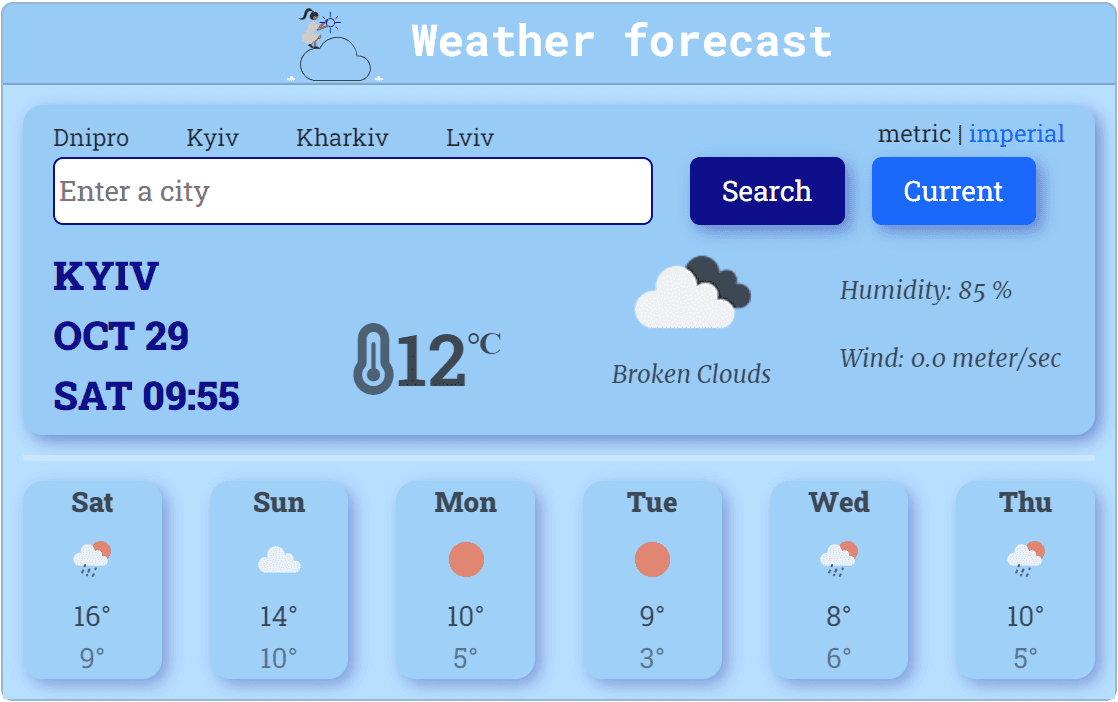 Weather forecast
Dnipro Kyiv Kharkiv Lviv
metric | imperial
Enter a city
Search
Current
KYIV
OCT 29
SAT 09:55
12°C
Broken Clouds
Humidity: 85 %
Wind: 0.0 meter/sec
Sat Sun Mon Tue Wed Thu
16° 14° 10° 9° 8° 10°
9° 10° 5° 3° 6° 5°